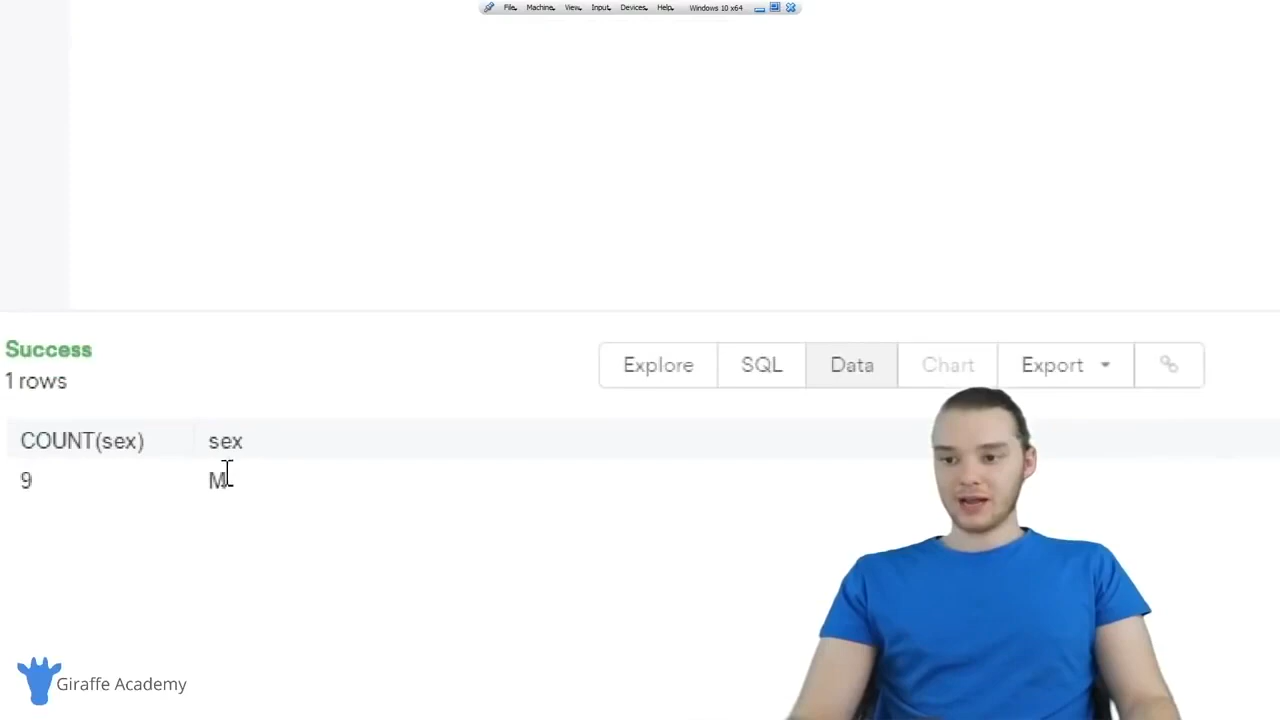 File Machine View Input Devices Help Windows 10 x64
Success
1 rows
Explore SQL Data Chart Export
COUNT(sex) sex
9 M
Giraffe Academy